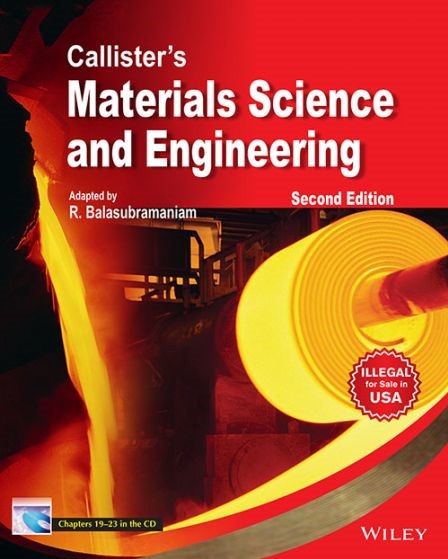 Callister's
Materials Science
and Engineering
Adapted by
R. Balasubramaniam
Second Edition
ILLEGAL
for Sale in
USA
Chapters 19–23 in the CD
WILEY